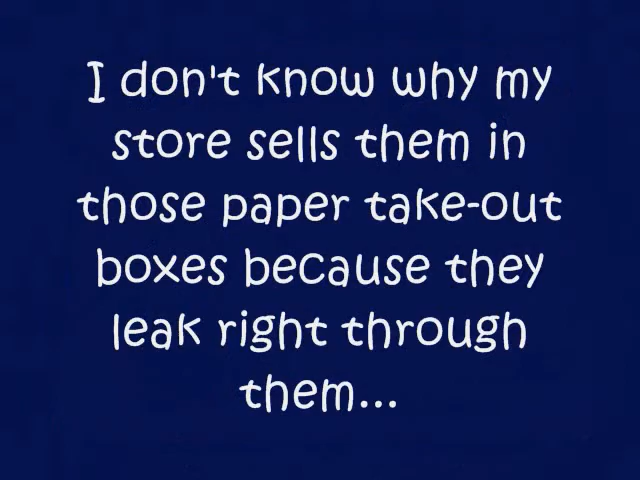 I don't know why my
store sells them in
those paper take-out
boxes because they
leak right through
them...